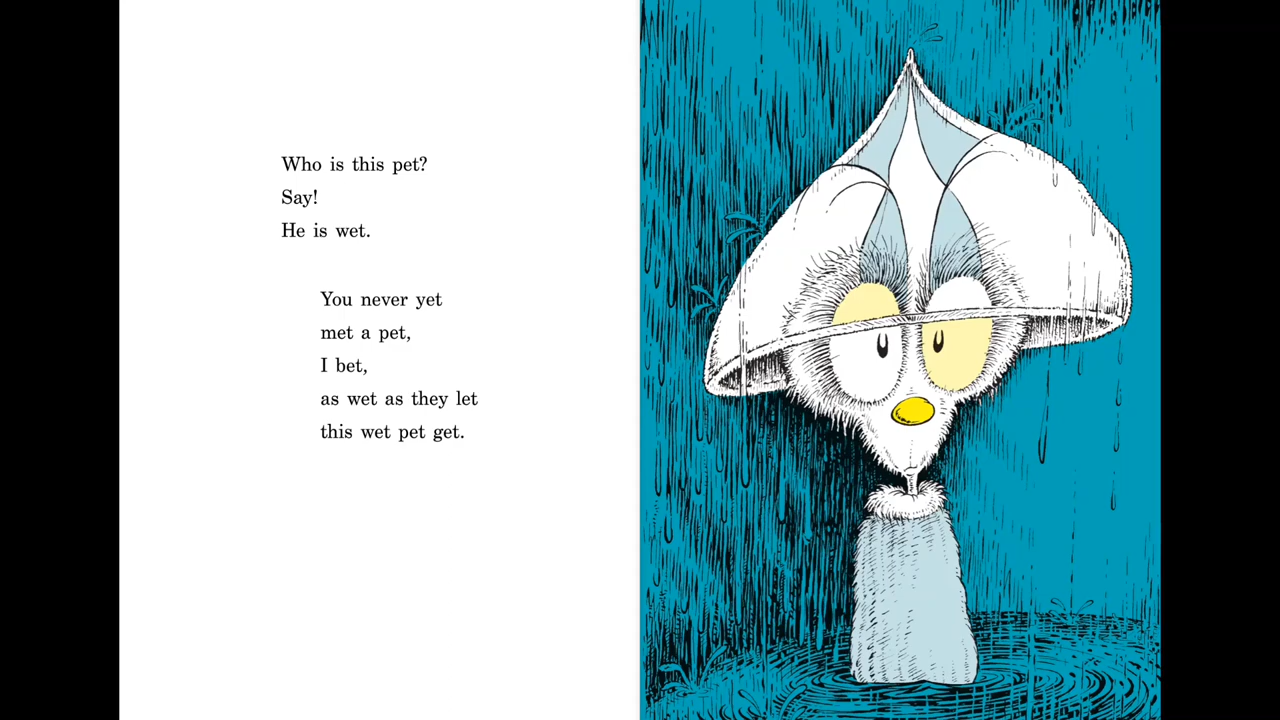 Who is this pet?
Say!
He is wet.
You never yet
met a pet,
I bet,
as wet as they let
this wet pet get.